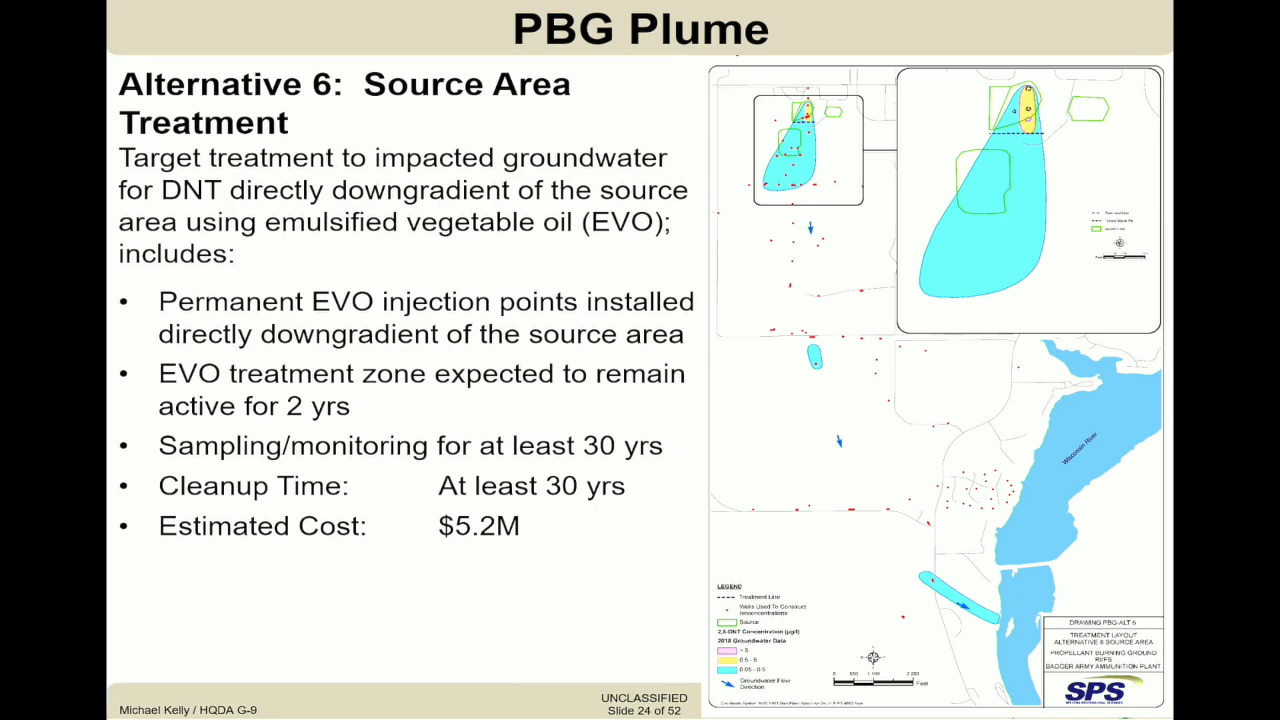 PBG Plume
Alternative 6: Source Area
Treatment
Target treatment to impacted groundwater
for DNT directly downgradient of the source
area using emulsified vegetable oil (EVO);
includes:
• Permanent EVO injection points installed
directly downgradient of the source area
• EVO treatment zone expected to remain
active for 2 yrs
• Sampling/monitoring for at least 30 yrs
• Cleanup Time: At least 30 yrs
• Estimated Cost: $5.2M
Wisconsin River
LEGEND
Treatment Line
Wells Used To Construct
Isoconcentrations
Source
2,6-DNT Concentration (µg/l)
2018 Groundwater Data
> 5
0.5 - 5
0.05 - 0.5
Groundwater Flow
Direction
0 550 1,100 2,200
Feet
DRAWING PBG-ALT 6
TREATMENT LAYOUT
ALTERNATIVE 6 SOURCE AREA
PROPELLANT BURNING GROUND
RI/FS
BADGER ARMY AMMUNITION PLANT
SPS
Michael Kelly / HQDA G-9
UNCLASSIFIED
Slide 24 of 52